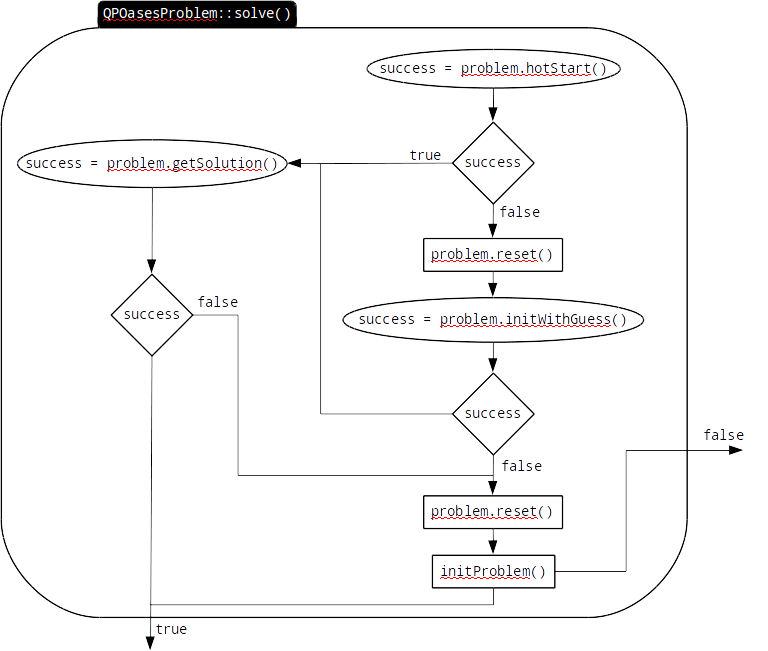 QPOasesProblem::solve()
success = problem.hotStart()
true
success
success = problem.getSolution()
false
problem.reset()
false
success
success = problem.initWithGuess()
success
false
false
problem.reset()
initProblem()
true